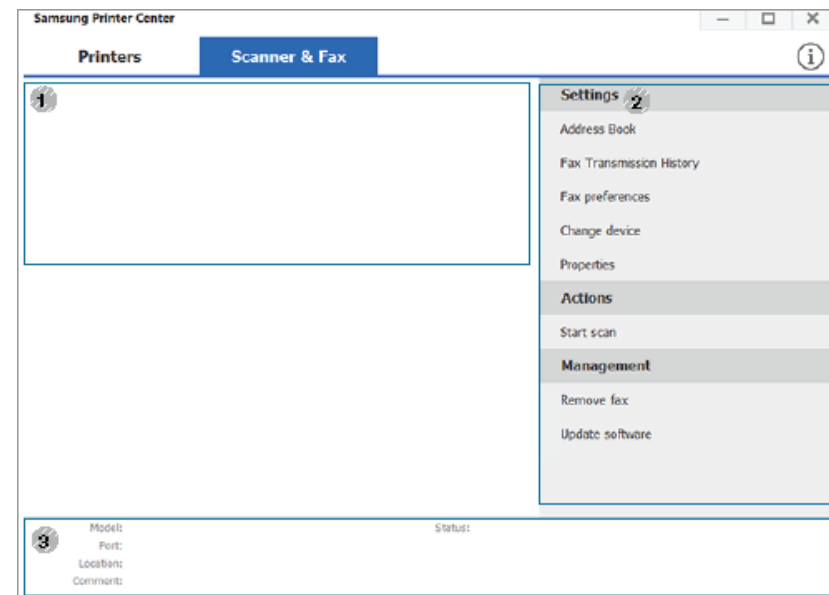 Samsung Printer Center
Printers
Scanner & Fax
1
Settings 2
Address Book
Fax Transmission History
Fax preferences
Change device
Properties
Actions
Start scan
Management
Remove fax
Update software
3
Model:
Status:
Port:
Location:
Comment: